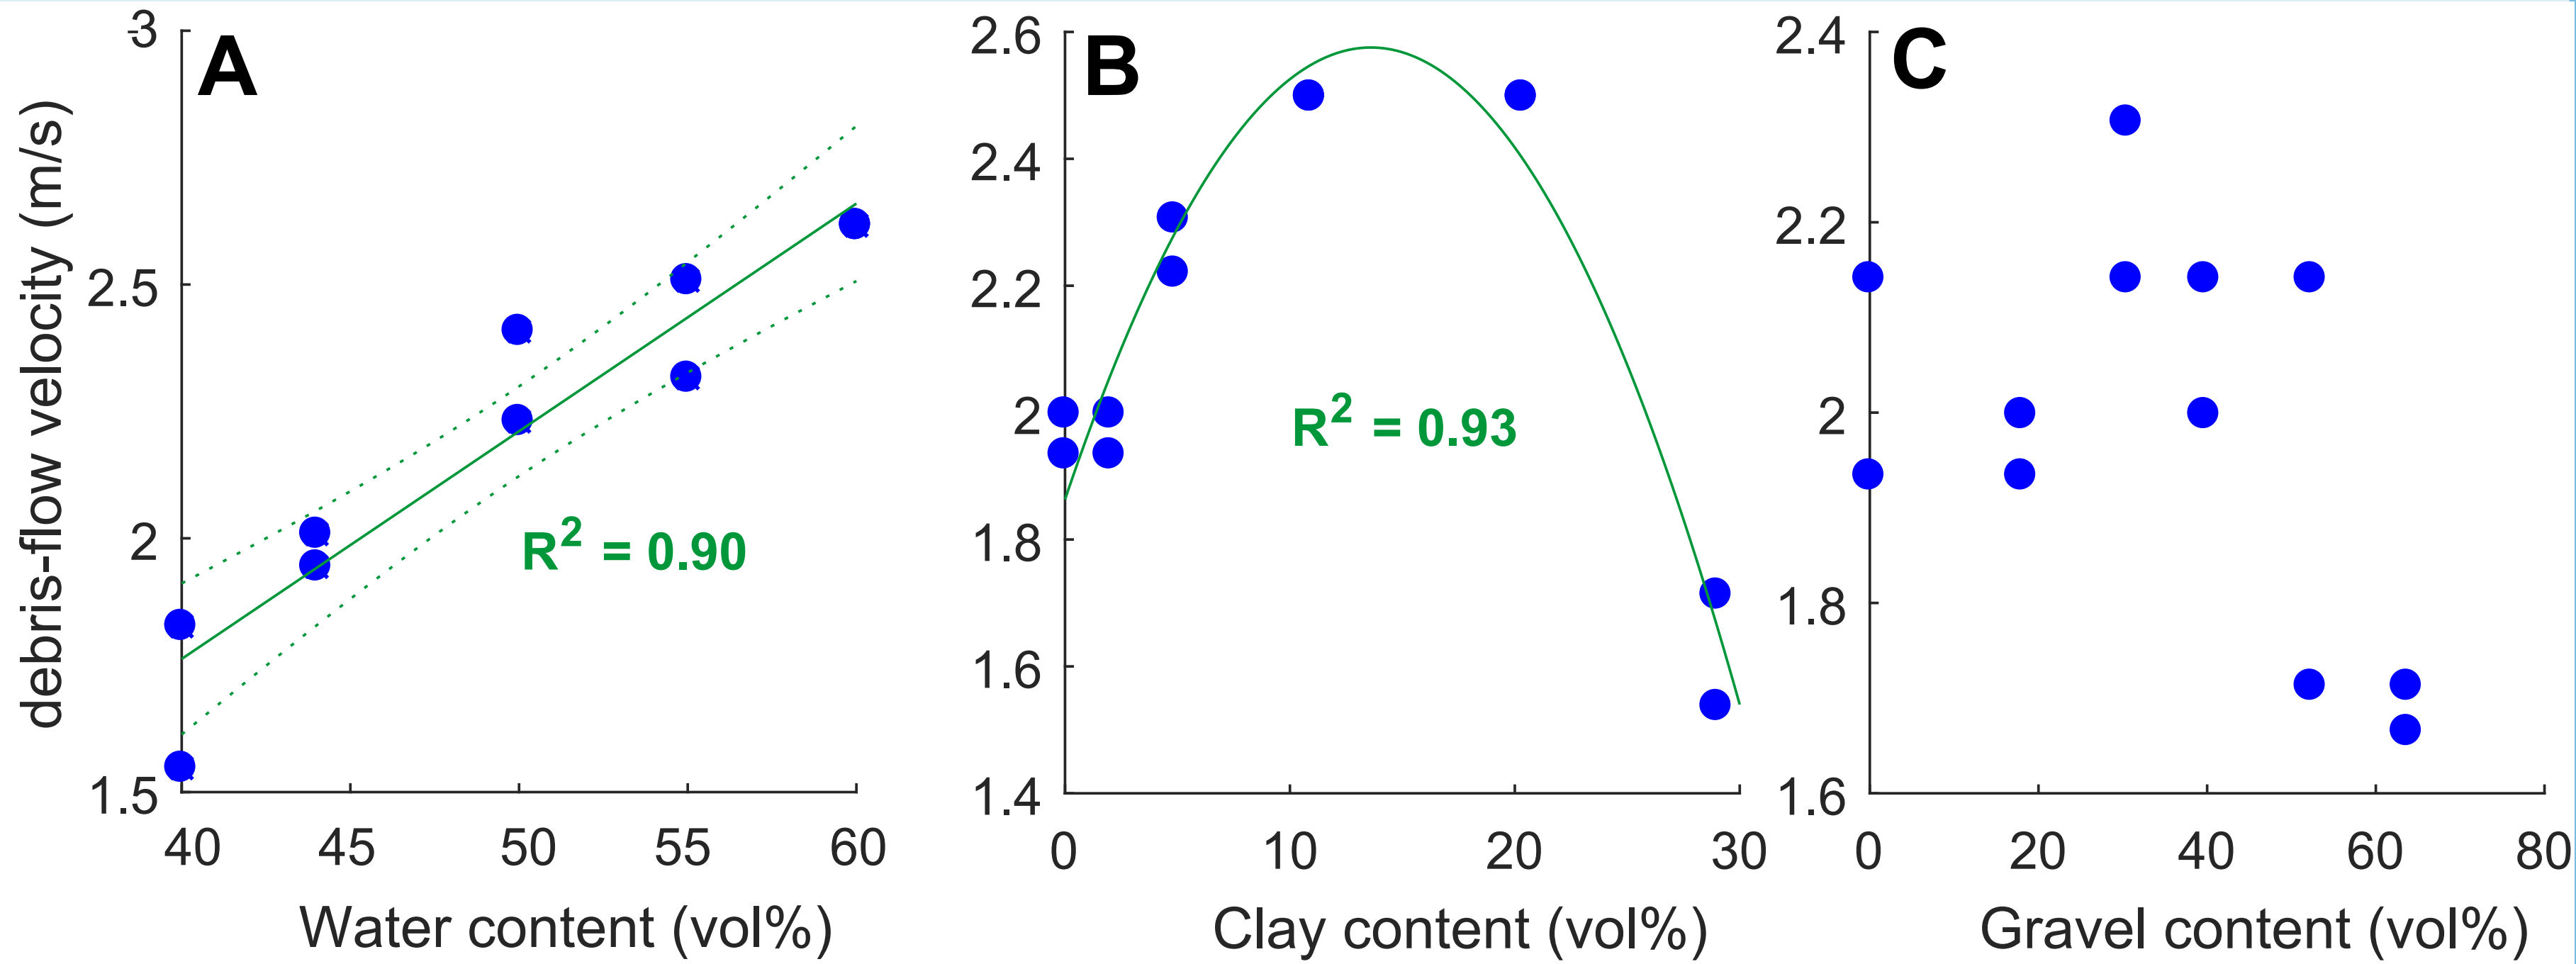 debris-flow velocity (m/s)
A
3
2.5
2
1.5
40 45 50 55 60
Water content (vol%)
R² = 0.90
B
2.6
2.4
2.2
2
1.8
1.6
1.4
0 10 20 30
Clay content (vol%)
R² = 0.93
C
2.4
2.2
2
1.8
1.6
0 20 40 60 80
Gravel content (vol%)